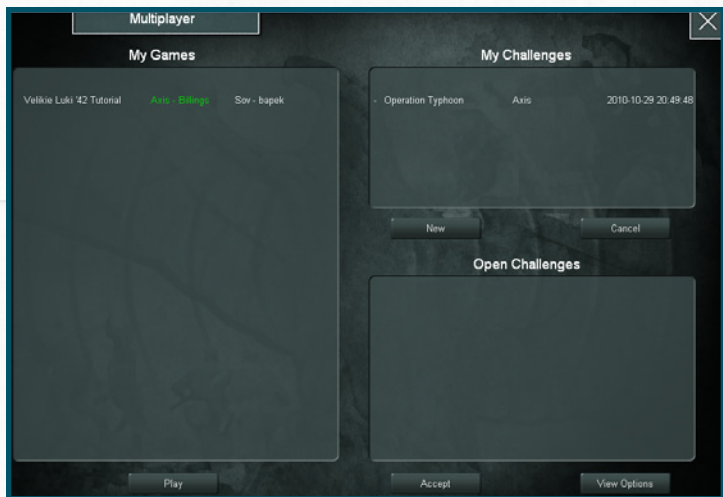 Multiplayer
My Games
Velikie Luki '42 Tutorial Axis - Billings Sov - bapek
Play
My Challenges
- Operation Typhoon Axis 2010-10-29 20:49:48
New Cancel
Open Challenges
Accept View Options